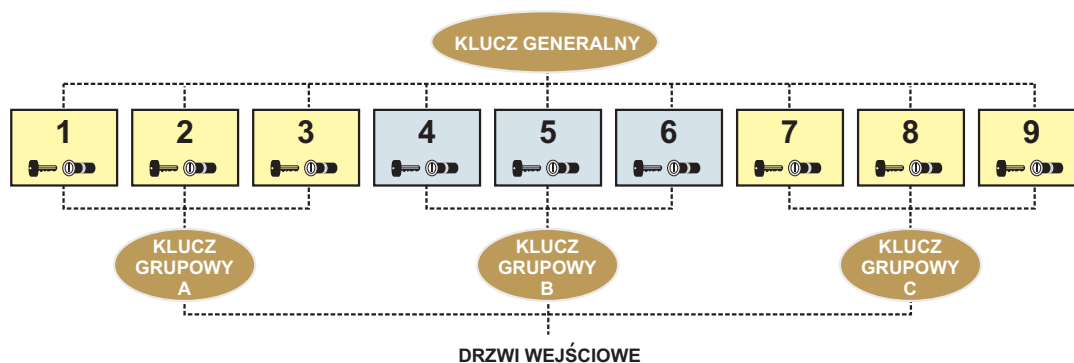 KLUCZ GENERALNY
1 2 3 4 5 6 7 8 9
KLUCZ
GRUPOWY
A
KLUCZ
GRUPOWY
B
KLUCZ
GRUPOWY
C
DRZWI WEJŚCIOWE